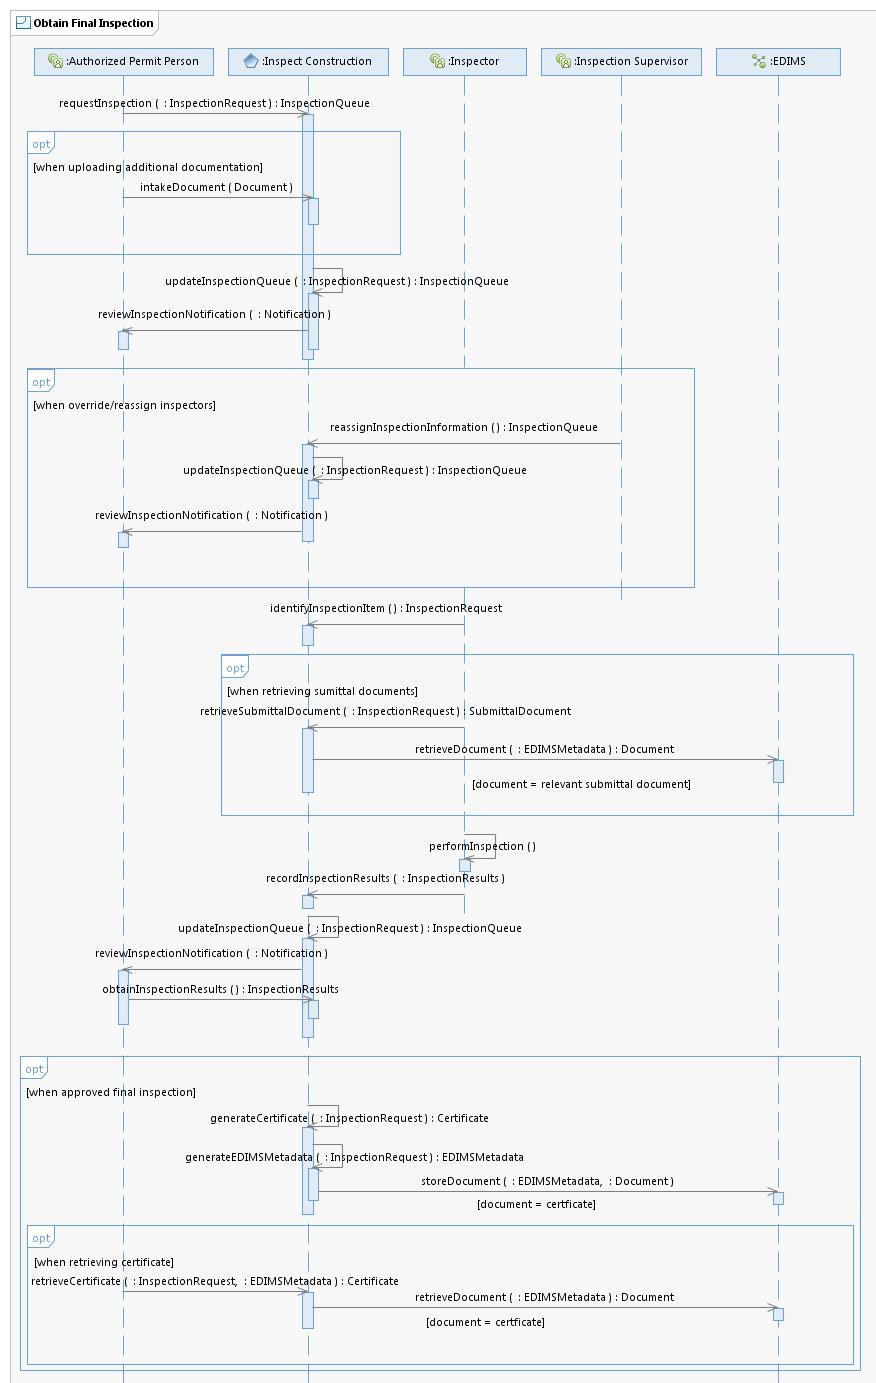 Obtain Final Inspection
:Authorized Permit Person
:Inspect Construction
:Inspector
:Inspection Supervisor
:EDIMS
requestInspection ( : InspectionRequest ) : InspectionQueue
opt
[when uploading additional documentation]
intakeDocument ( Document )
updateInspectionQueue ( : InspectionRequest ) : InspectionQueue
reviewInspectionNotification ( : Notification )
opt
[when override/reassign inspectors]
reassignInspectionInformation ( ) : InspectionQueue
updateInspectionQueue ( : InspectionRequest ) : InspectionQueue
reviewInspectionNotification ( : Notification )
identifyInspectionItem ( ) : InspectionRequest
opt
[when retrieving sumittal documents]
retrieveSubmittalDocument ( : InspectionRequest ) : SubmittalDocument
retrieveDocument ( : EDIMSMetadata ) : Document
[document = relevant submittal document]
performInspection ( )
recordInspectionResults ( : InspectionResults )
updateInspectionQueue ( : InspectionRequest ) : InspectionQueue
reviewInspectionNotification ( : Notification )
obtainInspectionResults ( ) : InspectionResults
opt
[when approved final inspection]
generateCertificate ( : InspectionRequest ) : Certificate
generateEDIMSMetadata ( : InspectionRequest ) : EDIMSMetadata
storeDocument ( : EDIMSMetadata, : Document )
[document = certficate]
opt
[when retrieving certificate]
retrieveCertificate ( : InspectionRequest, : EDIMSMetadata ) : Certificate
retrieveDocument ( : EDIMSMetadata ) : Document
[document = certficate]